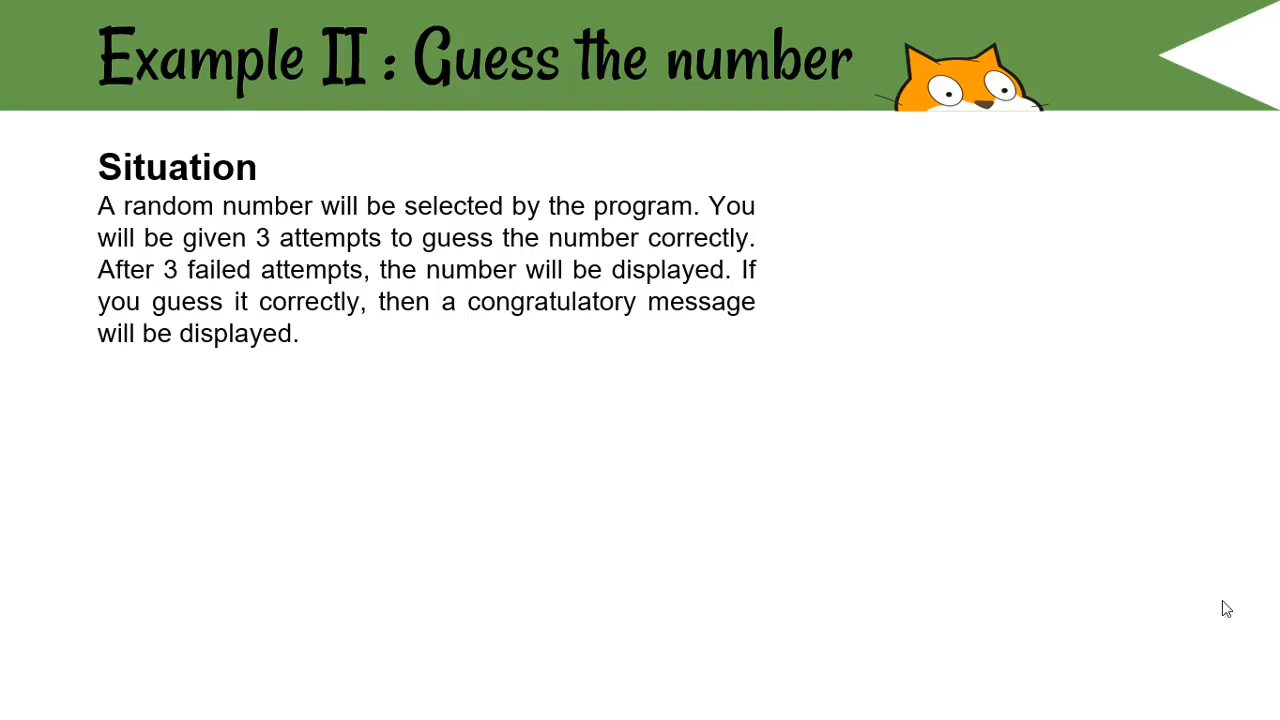 Example II : Guess the number
Situation
A random number will be selected by the program. You
will be given 3 attempts to guess the number correctly.
After 3 failed attempts, the number will be displayed. If
you guess it correctly, then a congratulatory message
will be displayed.